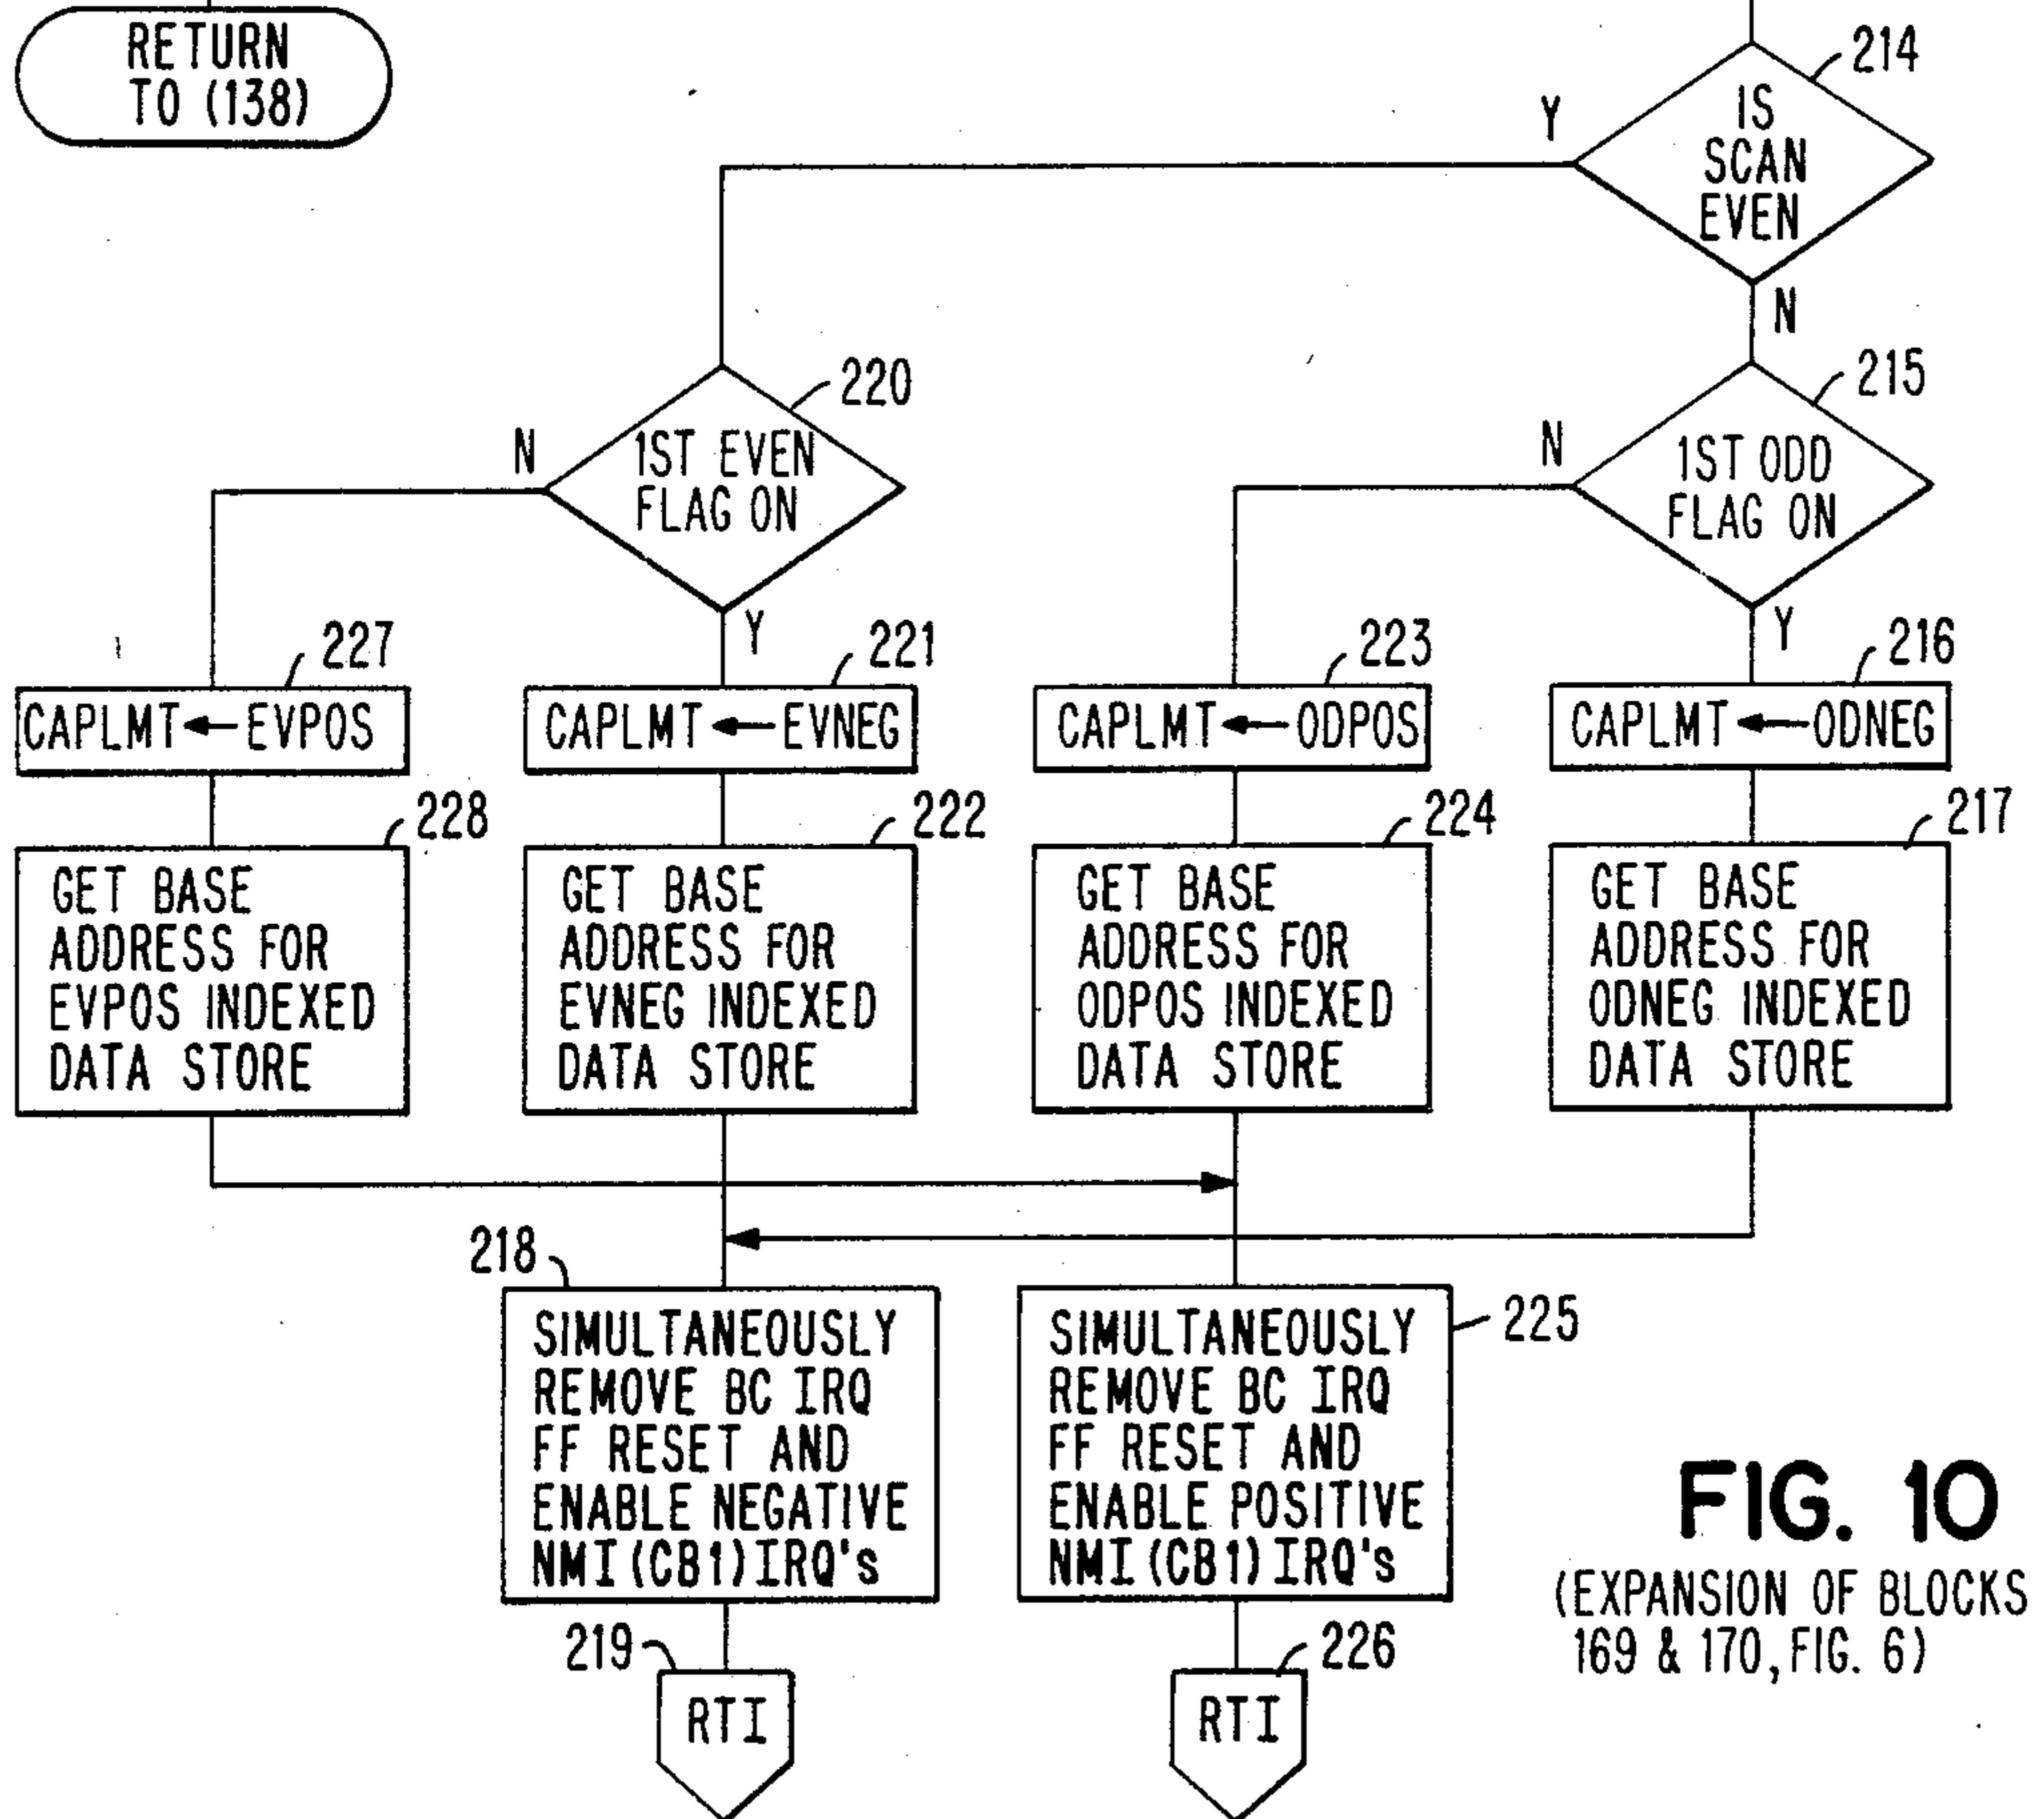 RETURN
TO (138)
214
Y
IS
SCAN
EVEN
N
220
N
1ST EVEN
FLAG ON
Y
215
N
1ST ODD
FLAG ON
Y
227
CAPLMT ← EVPOS
221
CAPLMT ← EVNEG
223
CAPLMT ← ODPOS
216
CAPLMT ← ODNEG
228
GET BASE
ADDRESS FOR
EVPOS INDEXED
DATA STORE
222
GET BASE
ADDRESS FOR
EVNEG INDEXED
DATA STORE
224
GET BASE
ADDRESS FOR
ODPOS INDEXED
DATA STORE
217
GET BASE
ADDRESS FOR
ODNEG INDEXED
DATA STORE
218
SIMULTANEOUSLY
REMOVE BC IRQ
FF RESET AND
ENABLE NEGATIVE
NMI (CB1) IRQ's
225
SIMULTANEOUSLY
REMOVE BC IRQ
FF RESET AND
ENABLE POSITIVE
NMI (CB1) IRQ's
219
RTI
226
RTI
FIG. 10
(EXPANSION OF BLOCKS
169 & 170, FIG. 6)